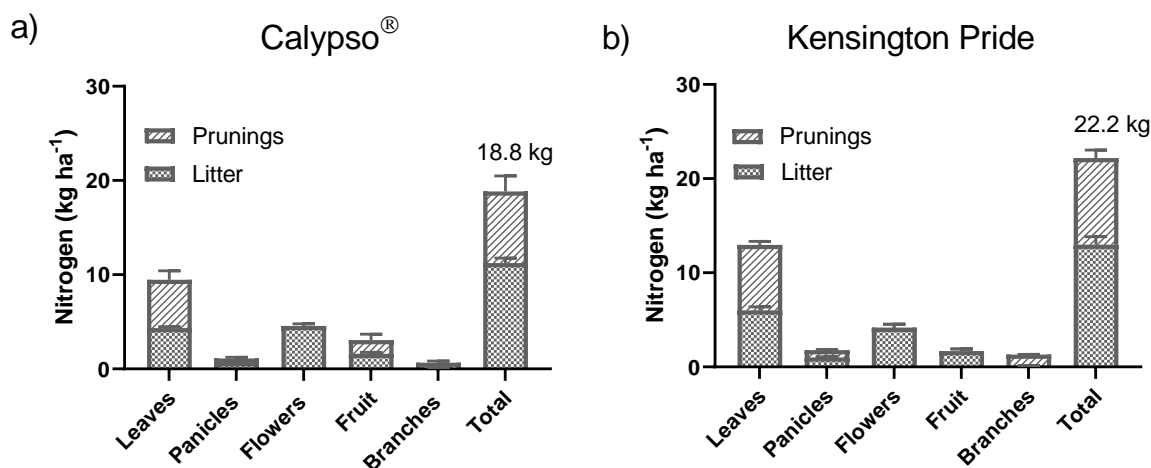 a)
Calypso®
Nitrogen (kg ha⁻¹)
30
20
10
0
Prunings
Litter
18.8 kg
Leaves
Panicles
Flowers
Fruit
Branches
Total
b)
Kensington Pride
Nitrogen (kg ha⁻¹)
30
20
10
0
Prunings
Litter
22.2 kg
Leaves
Panicles
Flowers
Fruit
Branches
Total